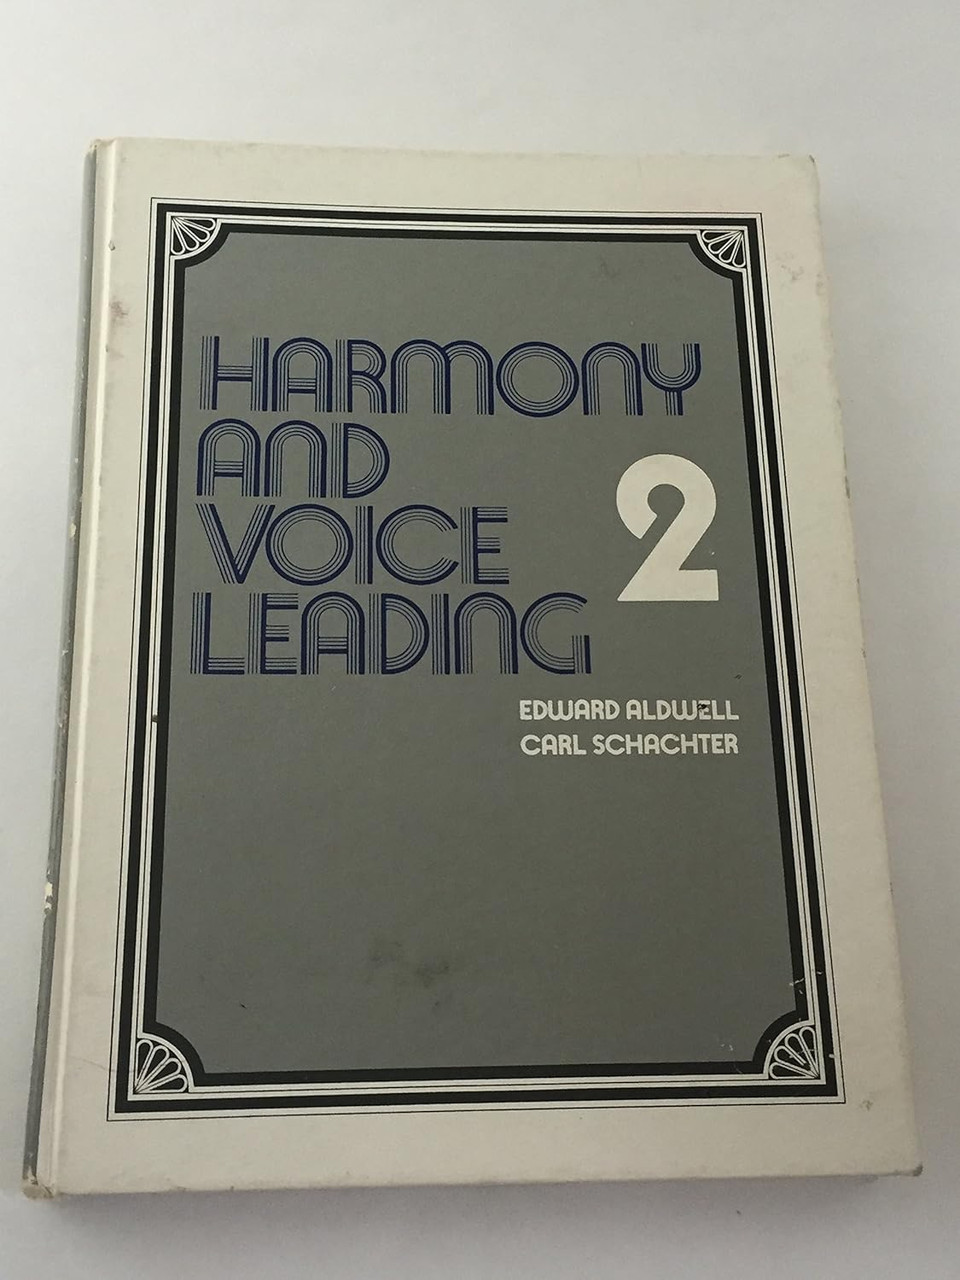 HARMONY
AND
VOICE
LEADING
2
EDWARD ALDWELL
CARL SCHACHTER